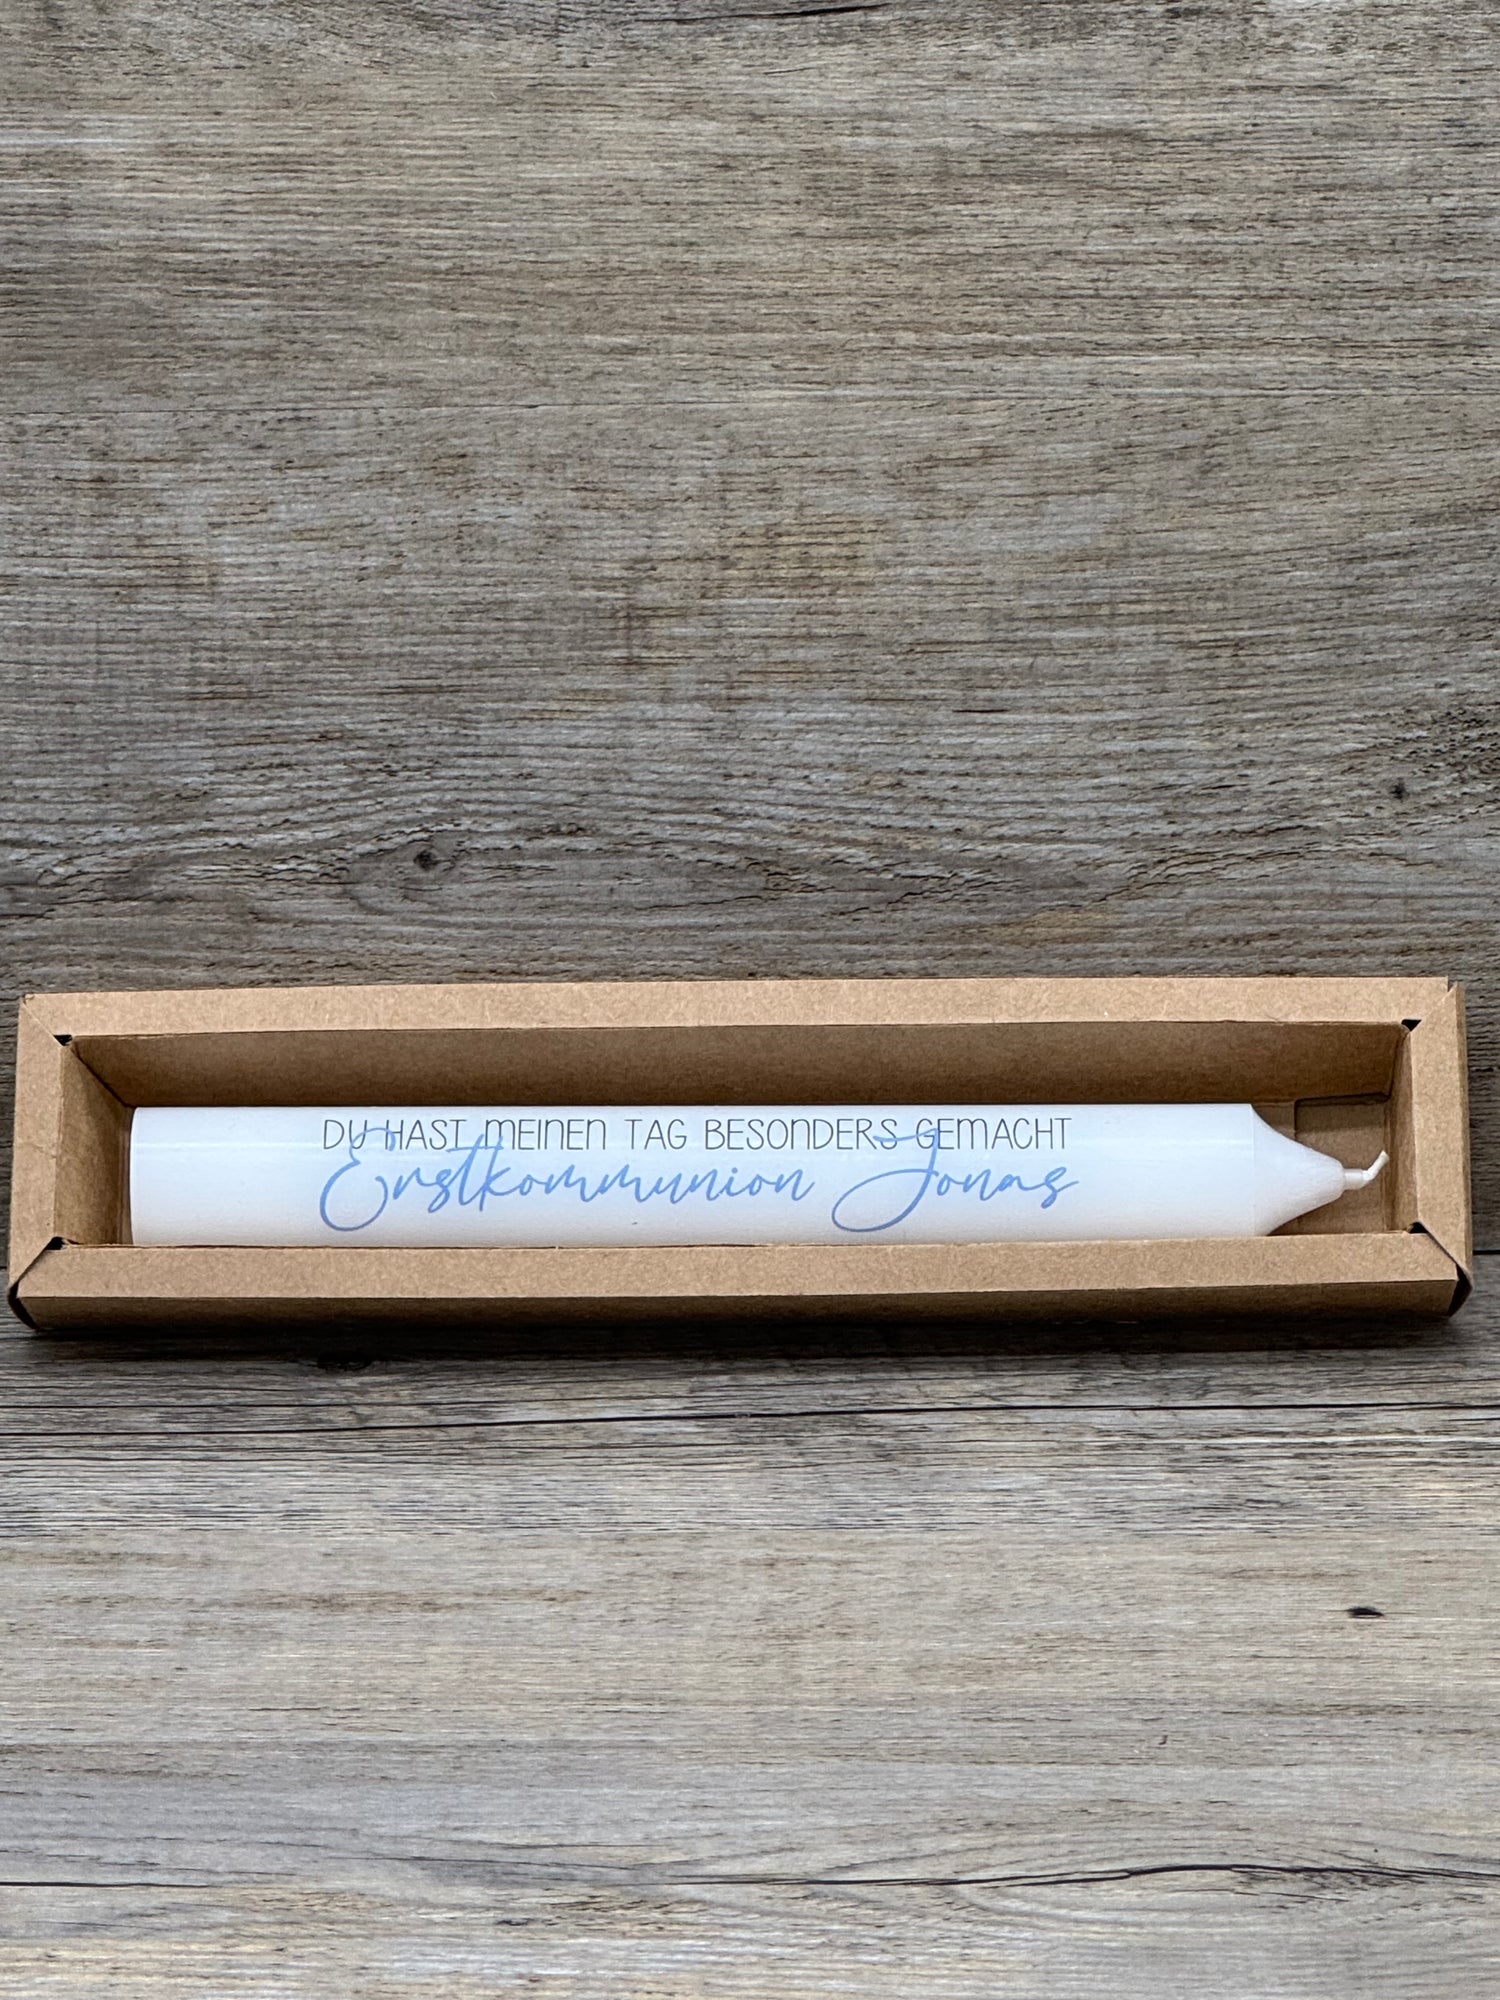 DU HAST MEINEN TAG BESONDERS GEMACHT
Erstkommunion Jonas